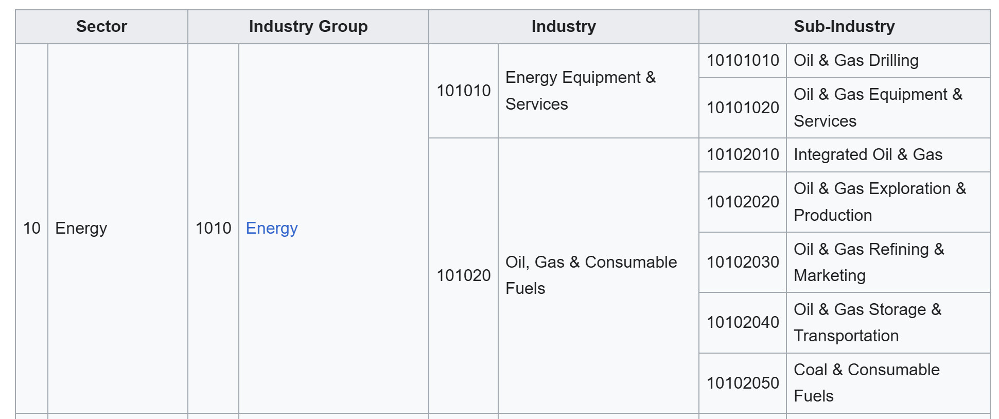 Sector Industry Group Industry Sub-Industry
10 Energy 1010 Energy
101010 Energy Equipment &
Services
10101010 Oil & Gas Drilling
10101020 Oil & Gas Equipment &
Services
101020 Oil, Gas & Consumable
Fuels
10102010 Integrated Oil & Gas
10102020 Oil & Gas Exploration &
Production
10102030 Oil & Gas Refining &
Marketing
10102040 Oil & Gas Storage &
Transportation
10102050 Coal & Consumable
Fuels